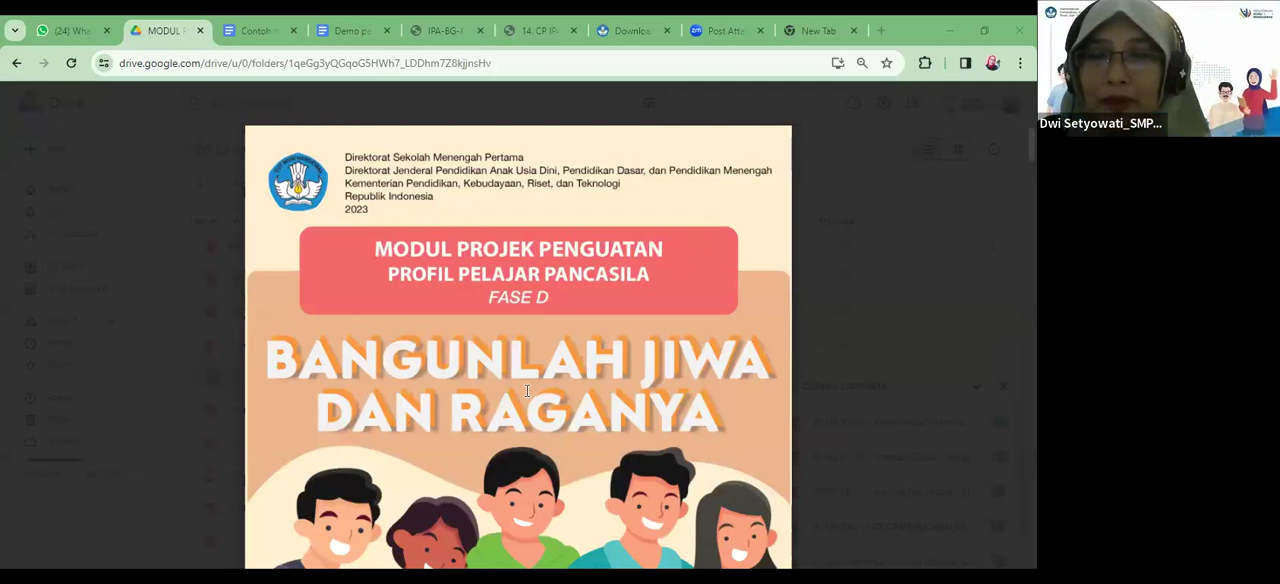 (24) Wha
MODUL P
Contoh m
Demo pe
IPA-BG-K
14. CP IP
Downloa
Post Atte
New Tab
drive.google.com/drive/u/0/folders/1qeGg3yQGqoG5HWh7_LDDhm7Z8kjjnsHv
Dwi Setyowati_SMP...
Direktorat Sekolah Menengah Pertama
Direktorat Jenderal Pendidikan Anak Usia Dini, Pendidikan Dasar, dan Pendidikan Menengah
Kementerian Pendidikan, Kebudayaan, Riset, dan Teknologi
Republik Indonesia
2023
MODUL PROJEK PENGUATAN
PROFIL PELAJAR PANCASILA
FASE D
BANGUNLAH JIWA
DAN RAGANYA